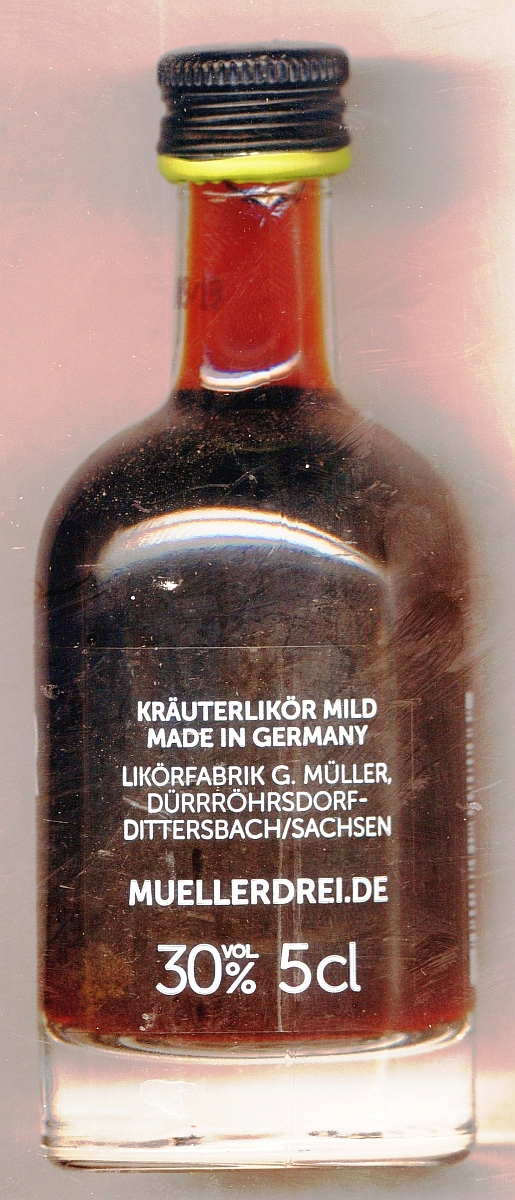 KRÄUTERLIKÖR MILD
MADE IN GERMANY
LIKÖRFABRIK G. MÜLLER,
DÜRRRÖHRSDORF-
DITTERSBACH/SACHSEN
MUELLERDREI.DE
30 VOL % 5cl